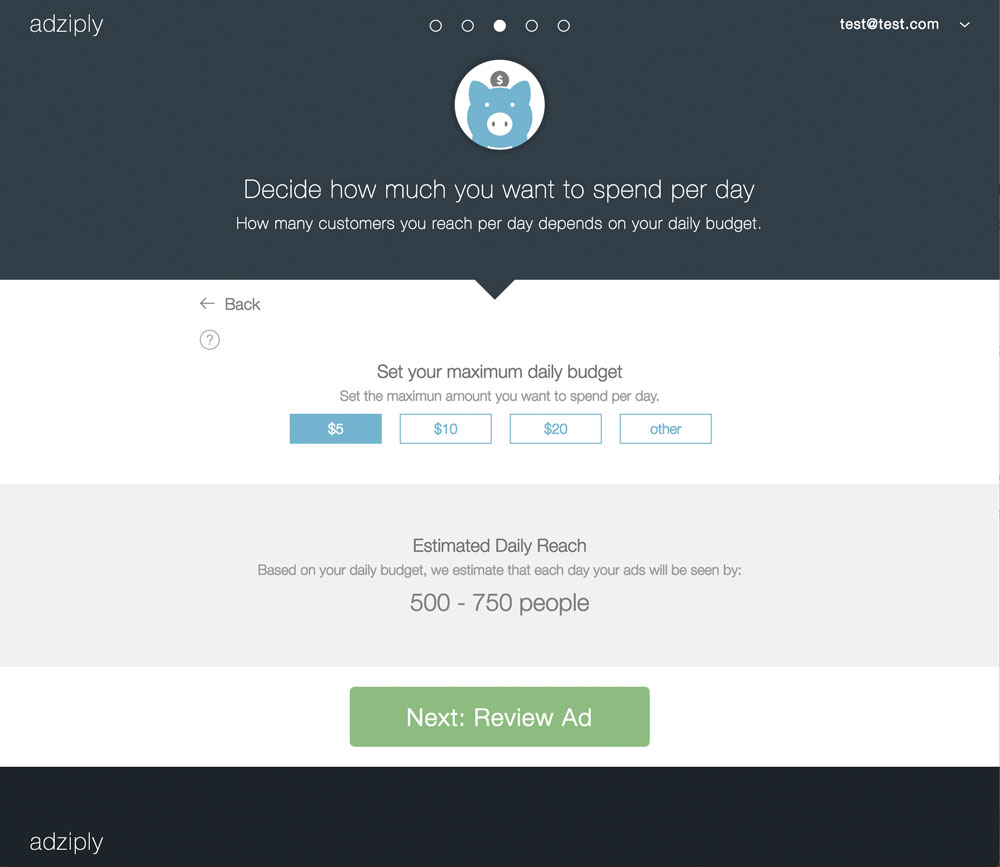 adziply
test@test.com
$
Decide how much you want to spend per day
How many customers you reach per day depends on your daily budget.
← Back
?
Set your maximum daily budget
Set the maximun amount you want to spend per day.
$5 $10 $20 other
Estimated Daily Reach
Based on your daily budget, we estimate that each day your ads will be seen by:
500 - 750 people
Next: Review Ad
adziply